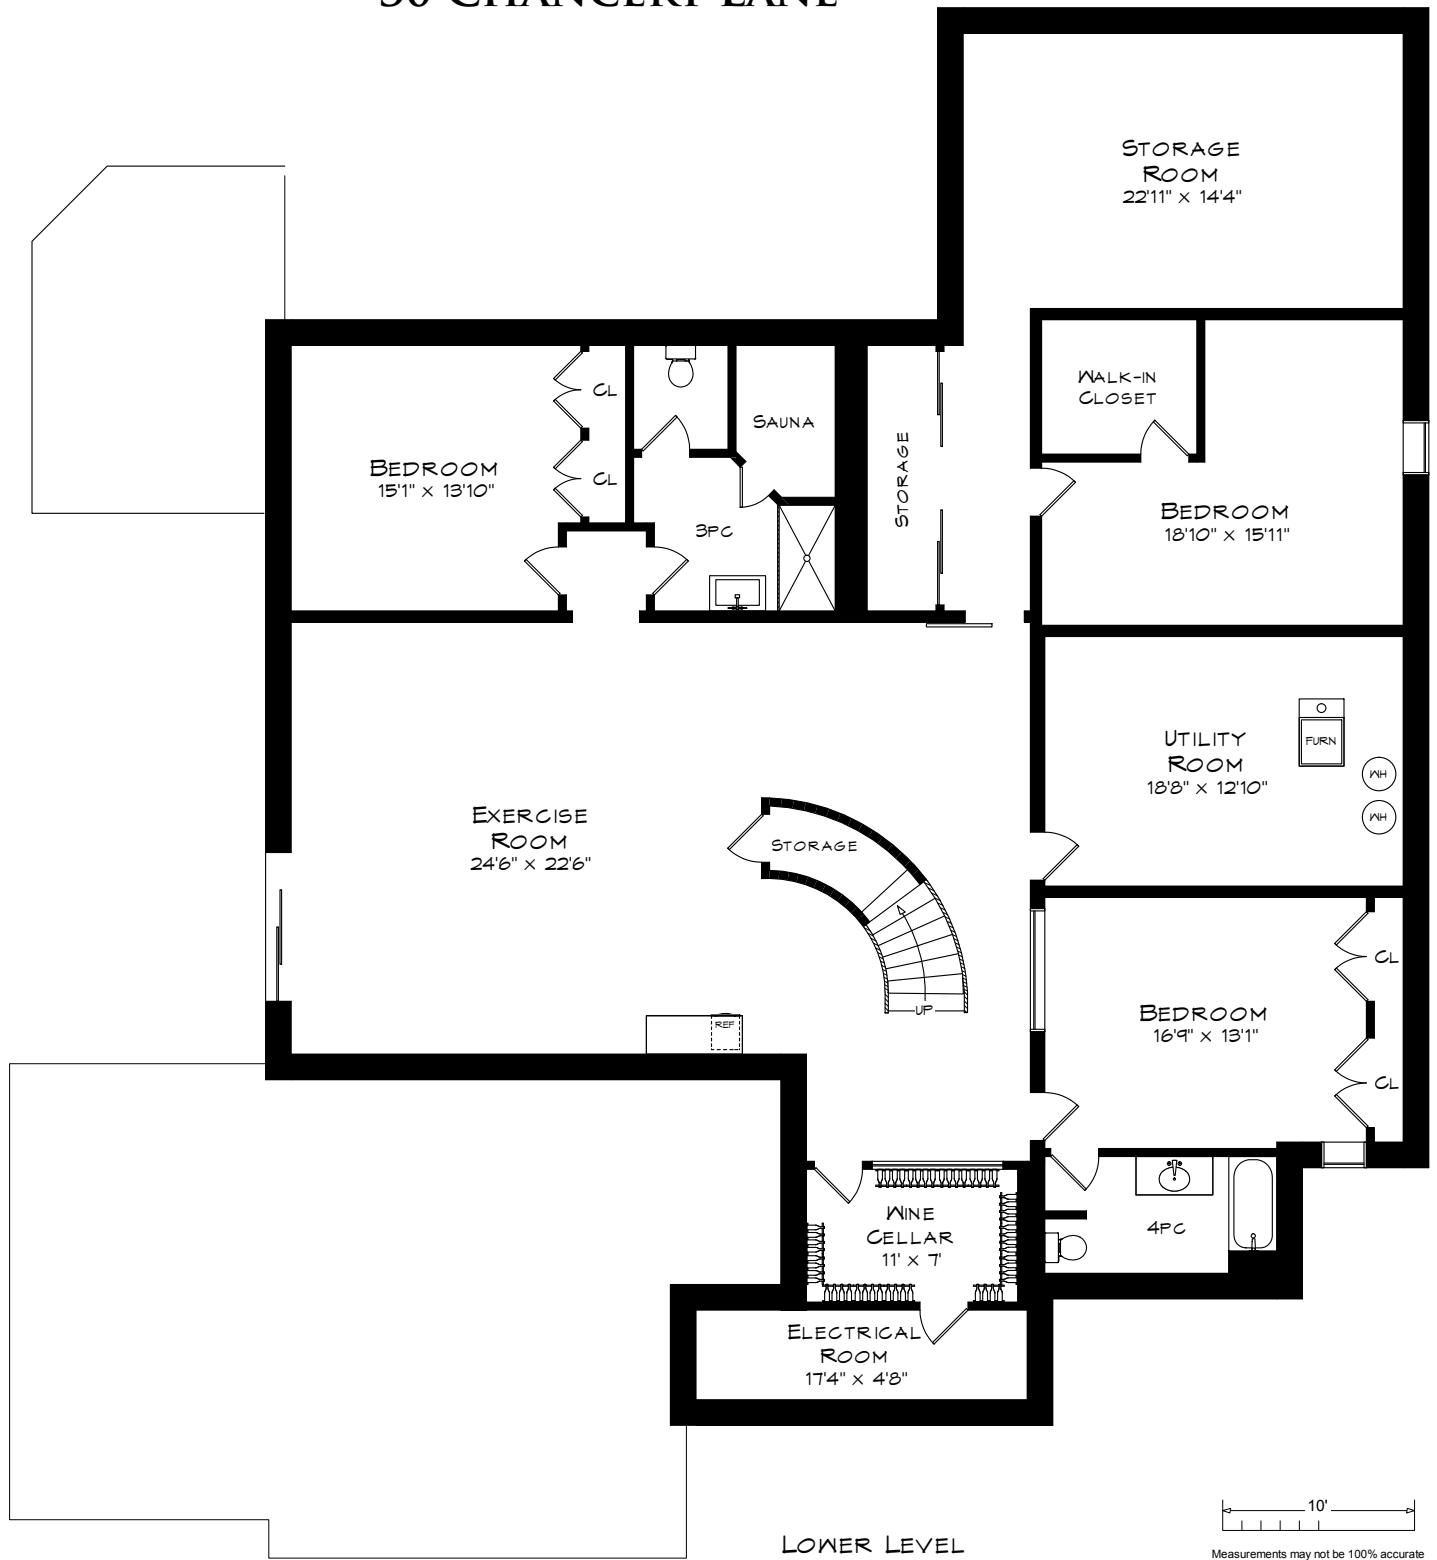 CHANCERY LANE
STORAGE
ROOM
22'11" x 14'4"
WALK-IN
CLOSET
CL
SAUNA
STORAGE
BEDROOM
15'1" x 13'10"
CL
BEDROOM
18'10" x 15'11"
3PC
UTILITY
ROOM
18'8" x 12'10"
FURN
WH
WH
EXERCISE
ROOM
24'6" x 22'6"
STORAGE
CL
UP
REF
BEDROOM
16'9" x 13'1"
CL
WINE
CELLAR
11' x 7'
4PC
ELECTRICAL
ROOM
17'4" x 4'8"
10'
LOWER LEVEL
Measurements may not be 100% accurate